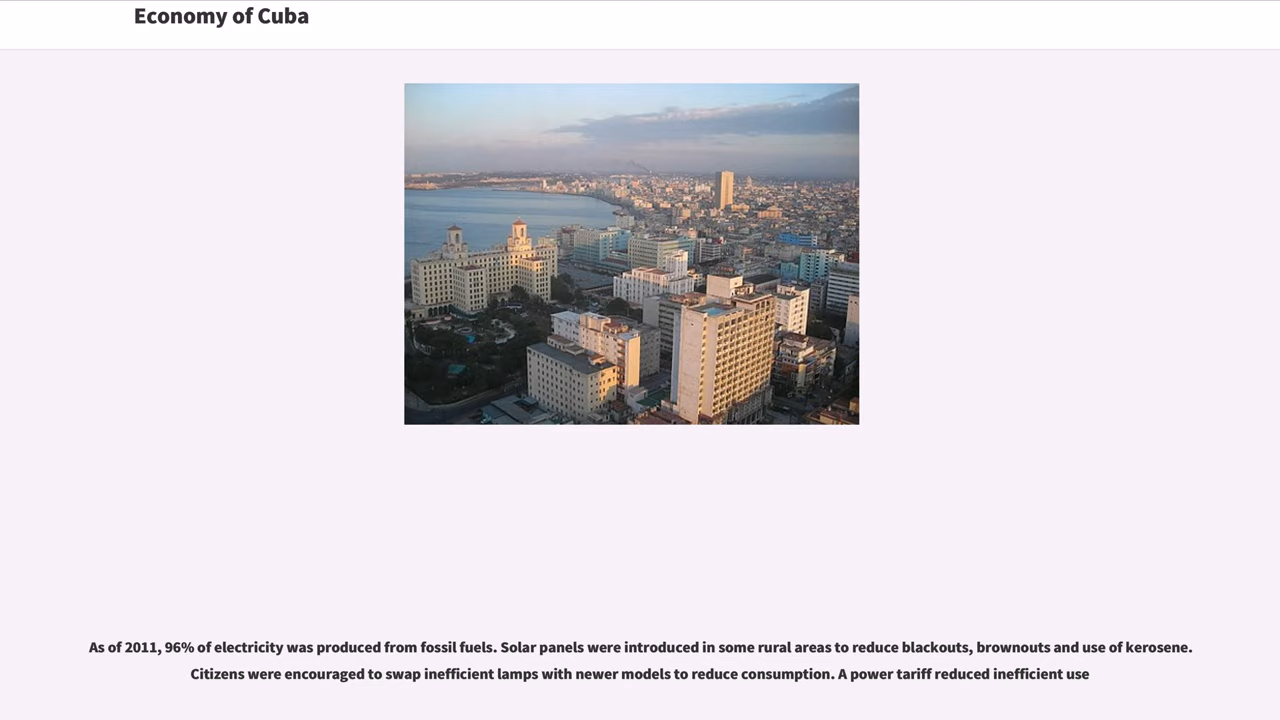 Economy of Cuba
As of 2011, 96% of electricity was produced from fossil fuels. Solar panels were introduced in some rural areas to reduce blackouts, brownouts and use of kerosene.
Citizens were encouraged to swap inefficient lamps with newer models to reduce consumption. A power tariff reduced inefficient use